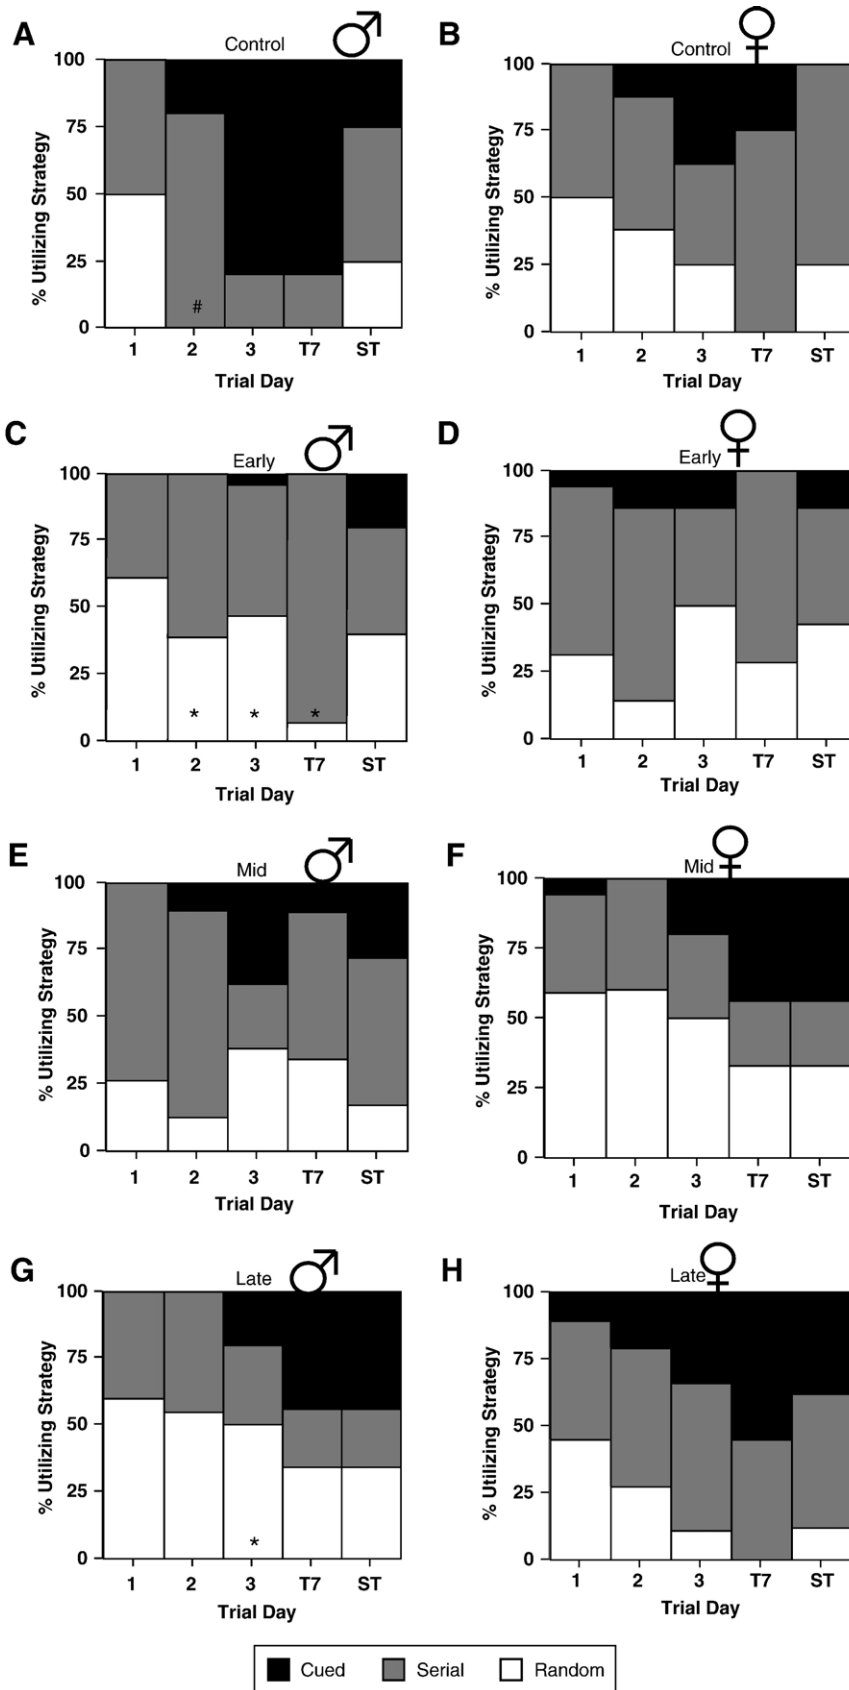 A
Control
100
75
50
25
0
% Utilizing Strategy
#
1 2 3 T7 ST
Trial Day
B
Control
100
75
50
25
0
% Utilizing Strategy
1 2 3 T7 ST
Trial Day
C
Early
100
75
50
25
0
% Utilizing Strategy
* * *
1 2 3 T7 ST
Trial Day
D
Early
100
75
50
25
0
% Utilizing Strategy
1 2 3 T7 ST
Trial Day
E
Mid
100
75
50
25
0
% Utilizing Strategy
1 2 3 T7 ST
Trial Day
F
Mid
100
75
50
25
0
% Utilizing Strategy
1 2 3 T7 ST
Trial Day
G
Late
100
75
50
25
0
% Utilizing Strategy
*
1 2 3 T7 ST
Trial Day
H
Late
100
75
50
25
0
% Utilizing Strategy
1 2 3 T7 ST
Trial Day
Cued Serial Random